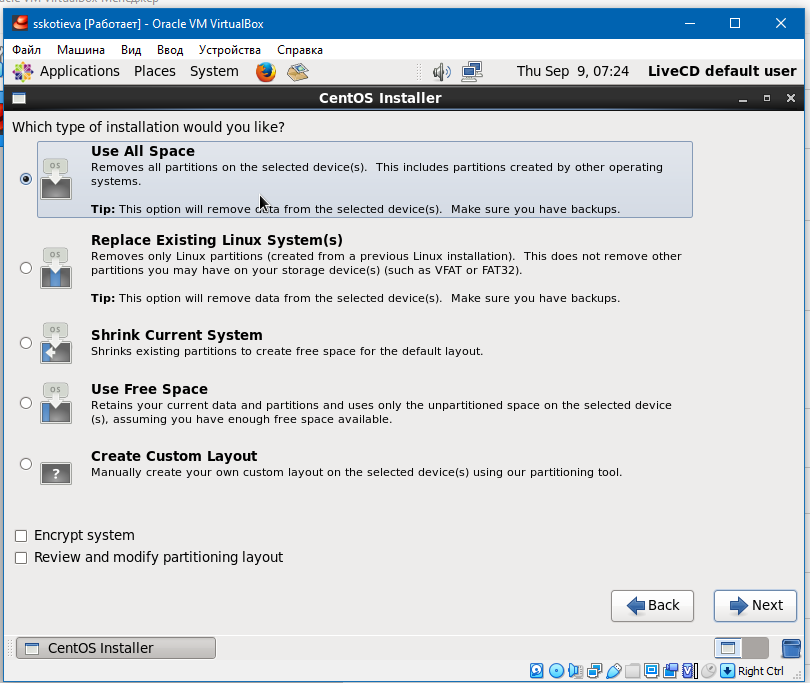 sskotieva [Работает] - Oracle VM VirtualBox
Файл Машина Вид Ввод Устройства Справка
Applications Places System Thu Sep 9, 07:24 LiveCD default user
CentOS Installer
Which type of installation would you like?
Use All Space
Removes all partitions on the selected device(s). This includes partitions created by other operating
systems.
Tip: This option will remove data from the selected device(s). Make sure you have backups.
Replace Existing Linux System(s)
Removes only Linux partitions (created from a previous Linux installation). This does not remove other
partitions you may have on your storage device(s) (such as VFAT or FAT32).
Tip: This option will remove data from the selected device(s). Make sure you have backups.
Shrink Current System
Shrinks existing partitions to create free space for the default layout.
Use Free Space
Retains your current data and partitions and uses only the unpartitioned space on the selected device
(s), assuming you have enough free space available.
Create Custom Layout
Manually create your own custom layout on the selected device(s) using our partitioning tool.
OS
OS
OS
OS
?
Encrypt system
Review and modify partitioning layout
Back Next
CentOS Installer
Right Ctrl